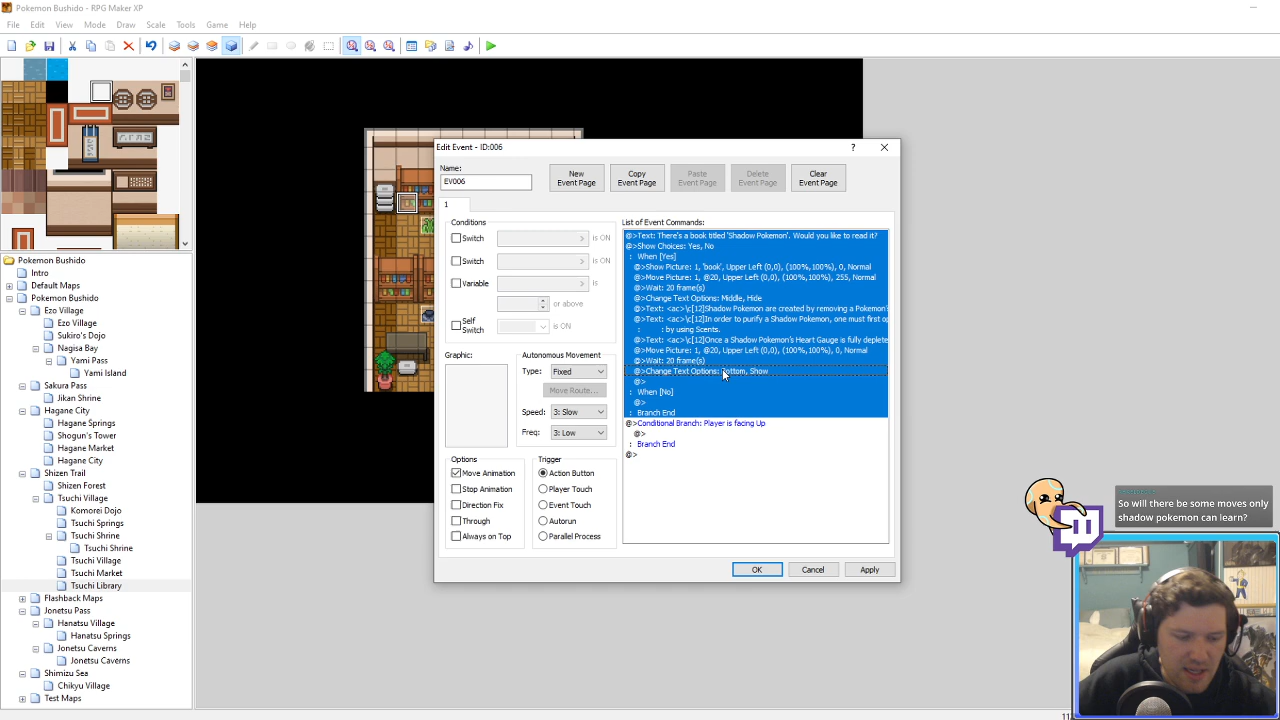 Pokemon Bushido - RPG Maker XP
File Edit View Mode Draw Scale Tools Game Help
Pokemon Bushido
Intro
Default Maps
Pokemon Bushido
Ezo Village
Ezo Village
Sukiro's Dojo
Nagisa Bay
Yami Pass
Yami Island
Sakura Pass
Jikan Shrine
Hagane City
Hagane Springs
Shogun's Tower
Hagane Market
Hagane City
Shizen Trail
Shizen Forest
Tsuchi Village
Komorei Dojo
Tsuchi Springs
Tsuchi Shrine
Tsuchi Shrine
Tsuchi Village
Tsuchi Market
Tsuchi Library
Flashback Maps
Jonetsu Pass
Hanatsu Village
Hanatsu Springs
Jonetsu Caverns
Jonetsu Caverns
Shimizu Sea
Chikyu Village
Test Maps
Edit Event - ID:006
?
Name:
EV006
New Event Page
Copy Event Page
Paste Event Page
Delete Event Page
Clear Event Page
1
Conditions
Switch is ON
Switch is ON
Variable is
or above
Self Switch is ON
Graphic:
Autonomous Movement
Type: Fixed
Move Route...
Speed: 3: Slow
Freq: 3: Low
Options
Move Animation
Stop Animation
Direction Fix
Through
Always on Top
Trigger
Action Button
Player Touch
Event Touch
Autorun
Parallel Process
List of Event Commands:
@>Text: There's a book titled 'Shadow Pokemon'. Would you like to read it?
@>Show Choices: Yes, No
: When [Yes]
@>Show Picture: 1, 'book', Upper Left (0,0), (100%,100%), 0, Normal
@>Move Picture: 1, @20, Upper Left (0,0), (100%,100%), 255, Normal
@>Wait: 20 frame(s)
@>Change Text Options: Middle, Hide
@>Text: <ac>\c[12]Shadow Pokemon are created by removing a Pokemon'
@>Text: <ac>\c[12]In order to purify a Shadow Pokemon, one must first op
: : by using Scents.
@>Text: <ac>\c[12]Once a Shadow Pokemon's Heart Gauge is fully deplete
@>Move Picture: 1, @20, Upper Left (0,0), (100%,100%), 0, Normal
@>Wait: 20 frame(s)
@>Change Text Options: Bottom, Show
@>
: When [No]
@>
: Branch End
@>Conditional Branch: Player is facing Up
@>
: Branch End
@>
OK
Cancel
Apply
So will there be some moves only
shadow pokemon can learn?